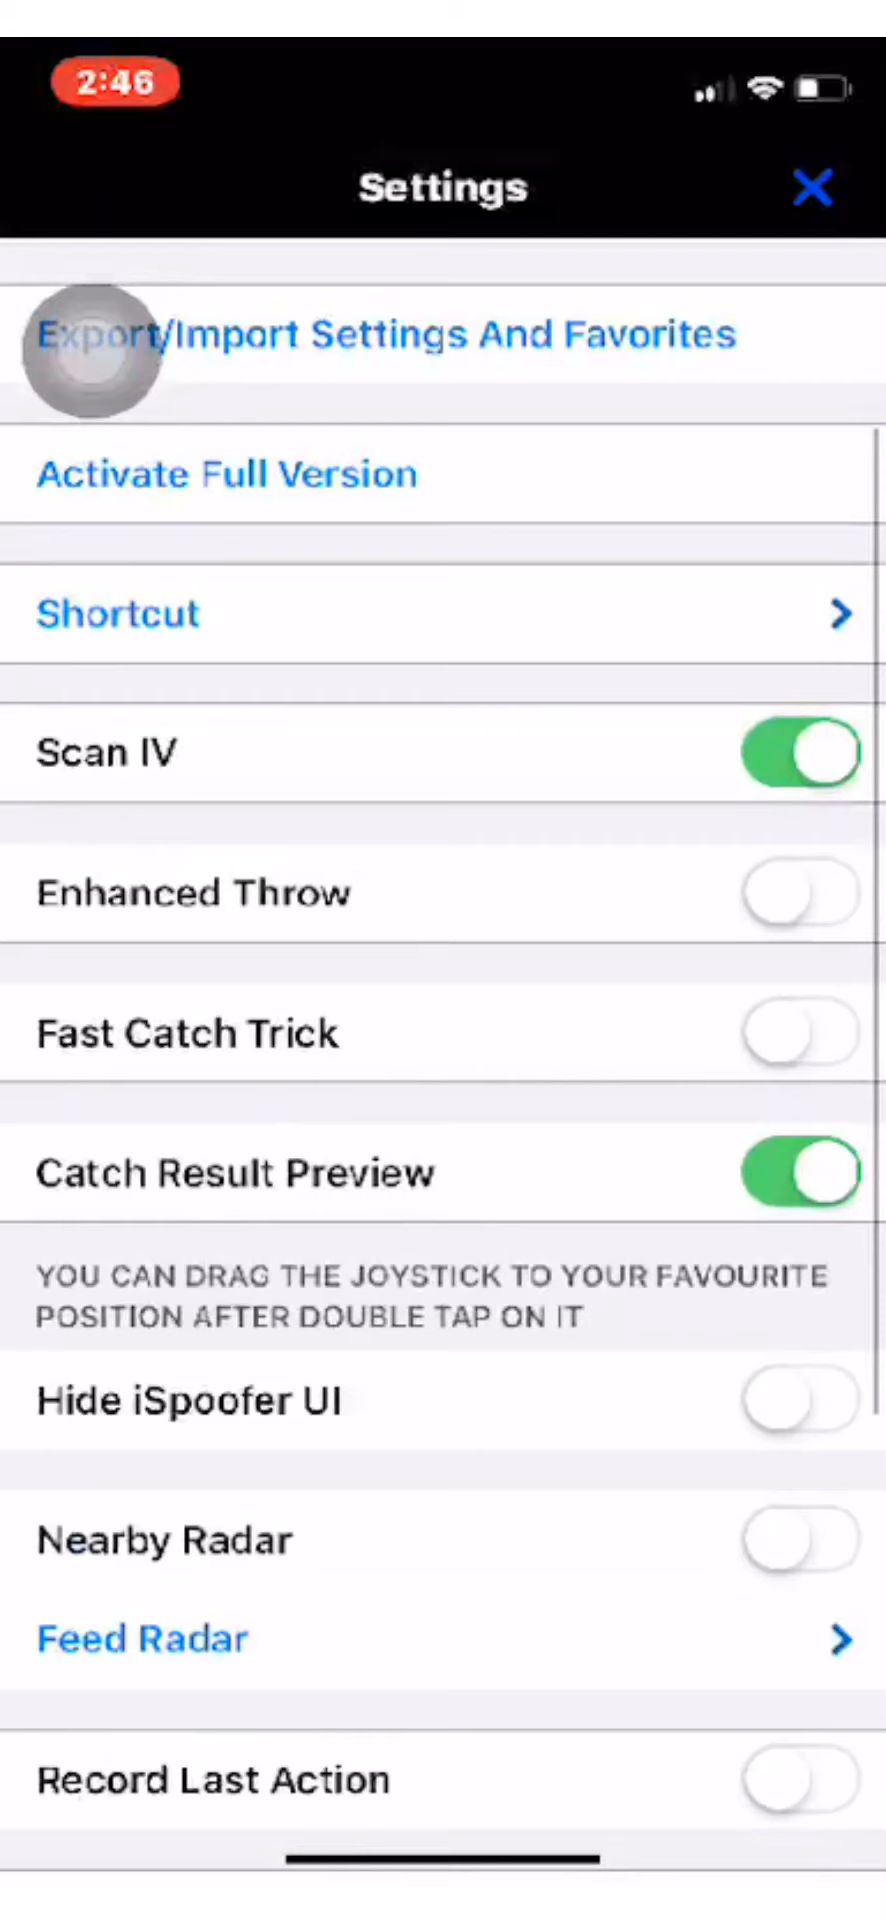 2:46
Settings
Export/Import Settings And Favorites
Activate Full Version
Shortcut
Scan IV
Enhanced Throw
Fast Catch Trick
Catch Result Preview
YOU CAN DRAG THE JOYSTICK TO YOUR FAVOURITE
POSITION AFTER DOUBLE TAP ON IT
Hide iSpoofer UI
Nearby Radar
Feed Radar
Record Last Action